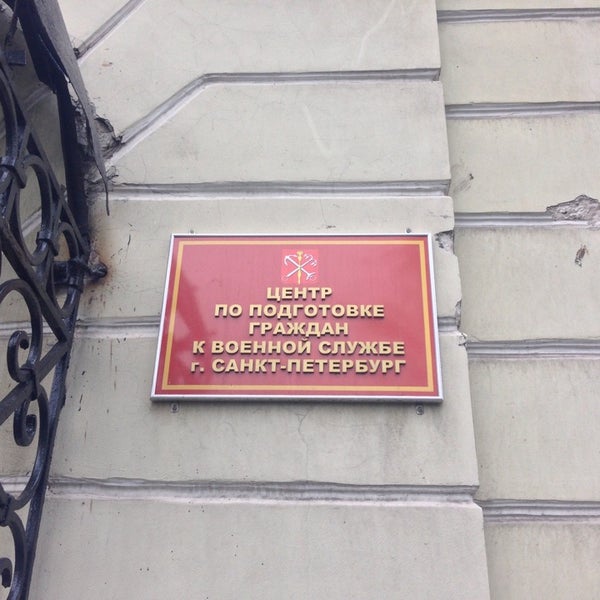 ЦЕНТР
ПО ПОДГОТОВКЕ
ГРАЖДАН
К ВОЕННОЙ СЛУЖБЕ
г. САНКТ-ПЕТЕРБУРГ